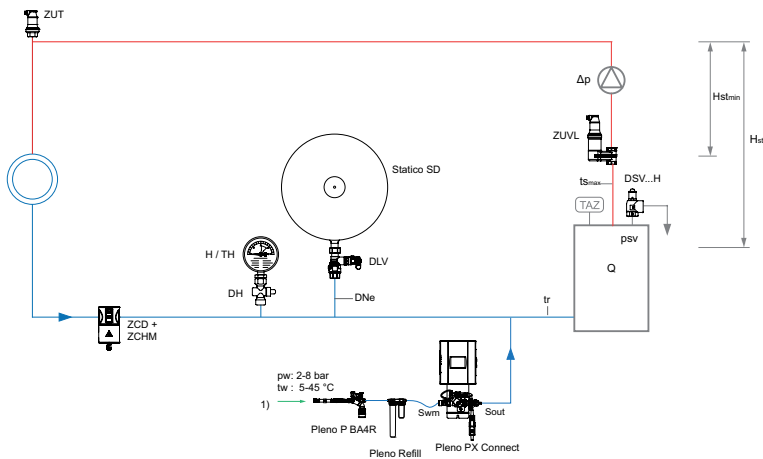 ZUT
Δp
Hstmin
Hst
ZUVL
Statico SD
tsmax
DSV...H
TAZ
psv
H / TH
DLV
Q
DH
DNe
tr
ZCD +
ZCHM
pw: 2-8 bar
tw : 5-45 °C
1)
Swm
Sout
Pleno P BA4R
Pleno PX Connect
Pleno Refill